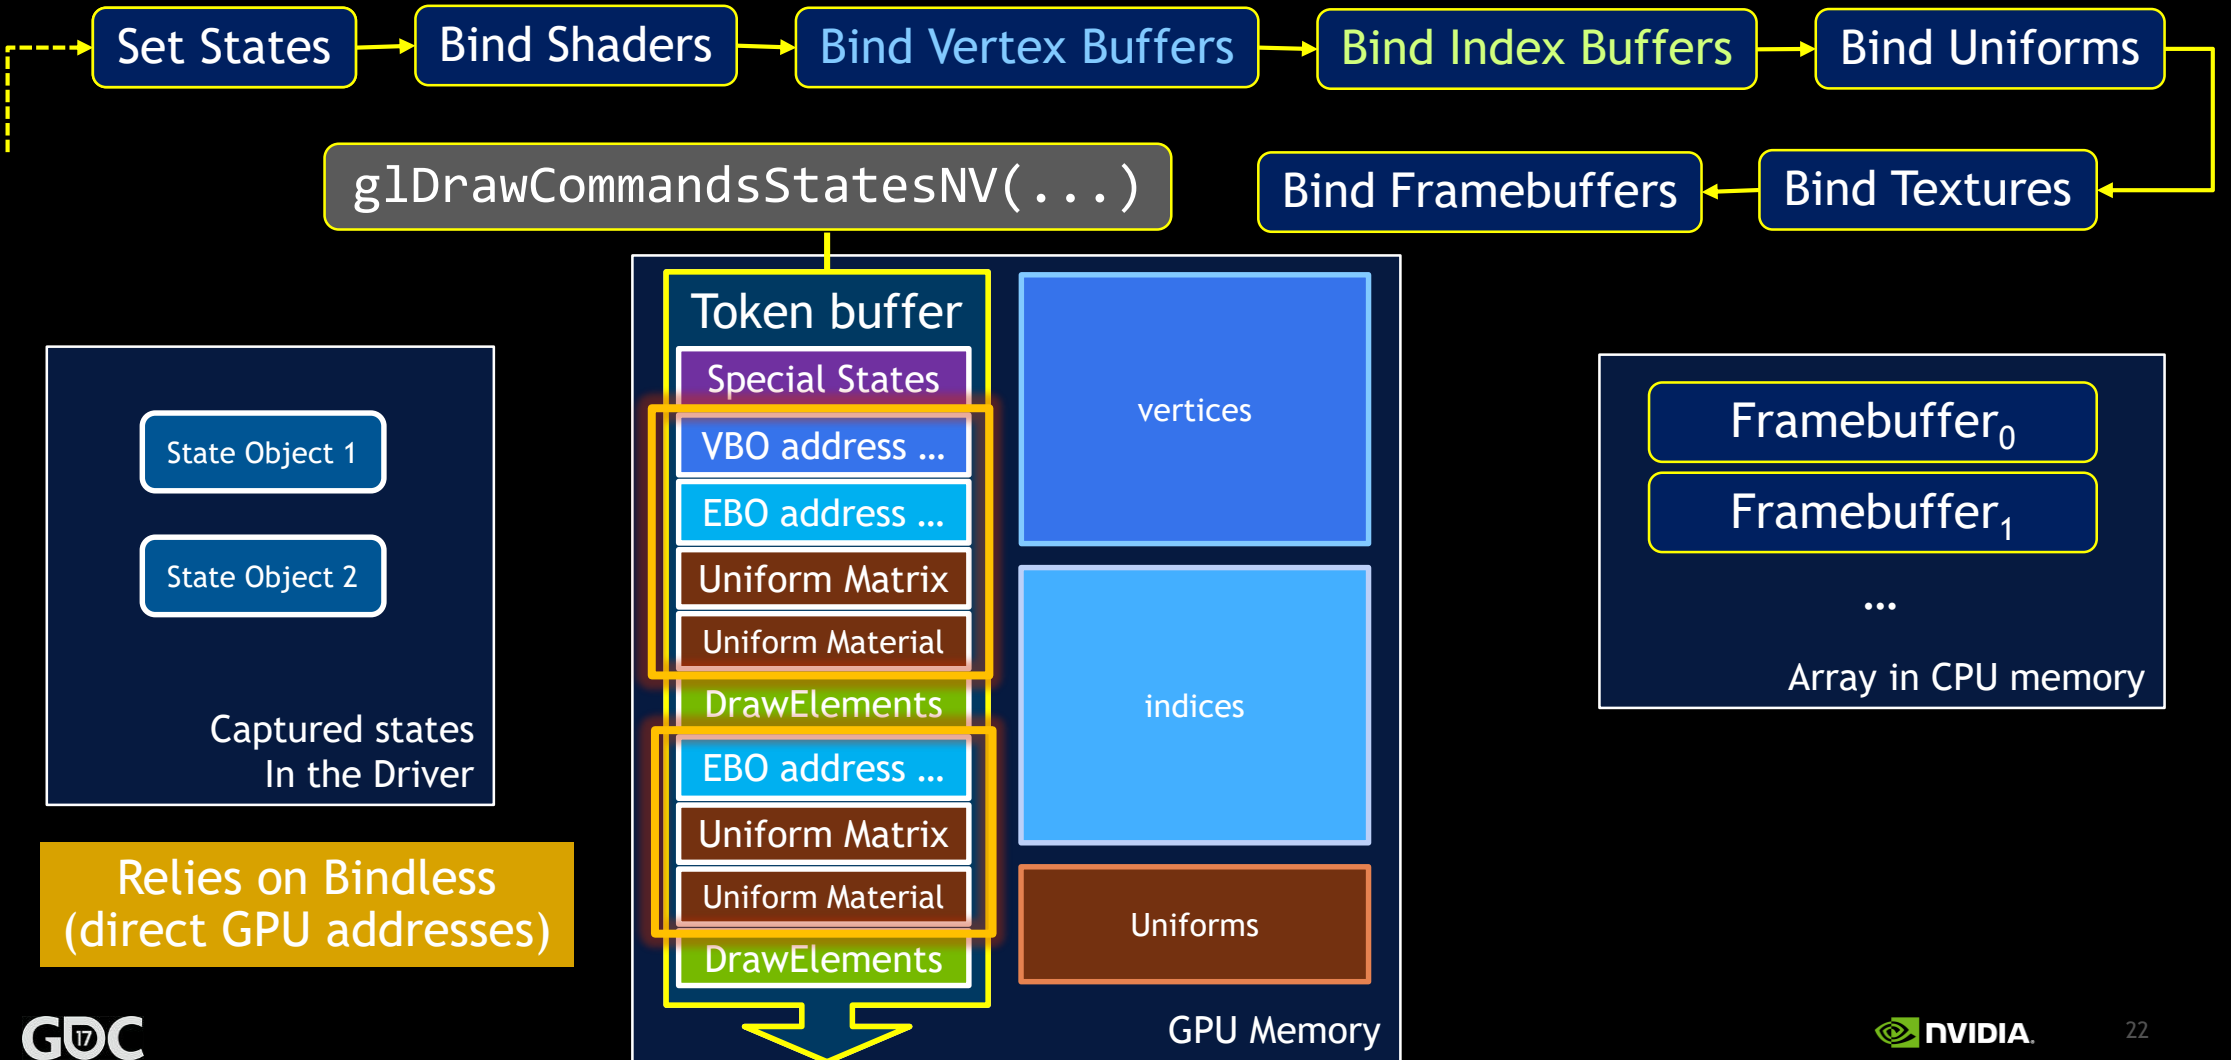 Set States
Bind Shaders
Bind Vertex Buffers
Bind Index Buffers
Bind Uniforms
glDrawCommandsStatesNV(...)
Bind Framebuffers
Bind Textures
State Object 1
State Object 2
Captured states
In the Driver
Relies on Bindless
(direct GPU addresses)
Token buffer
Special States
VBO address …
EBO address …
Uniform Matrix
Uniform Material
DrawElements
EBO address …
Uniform Matrix
Uniform Material
DrawElements
vertices
indices
Uniforms
GPU Memory
Framebuffer₀
Framebuffer₁
…
Array in CPU memory
GDC 17
NVIDIA.
22